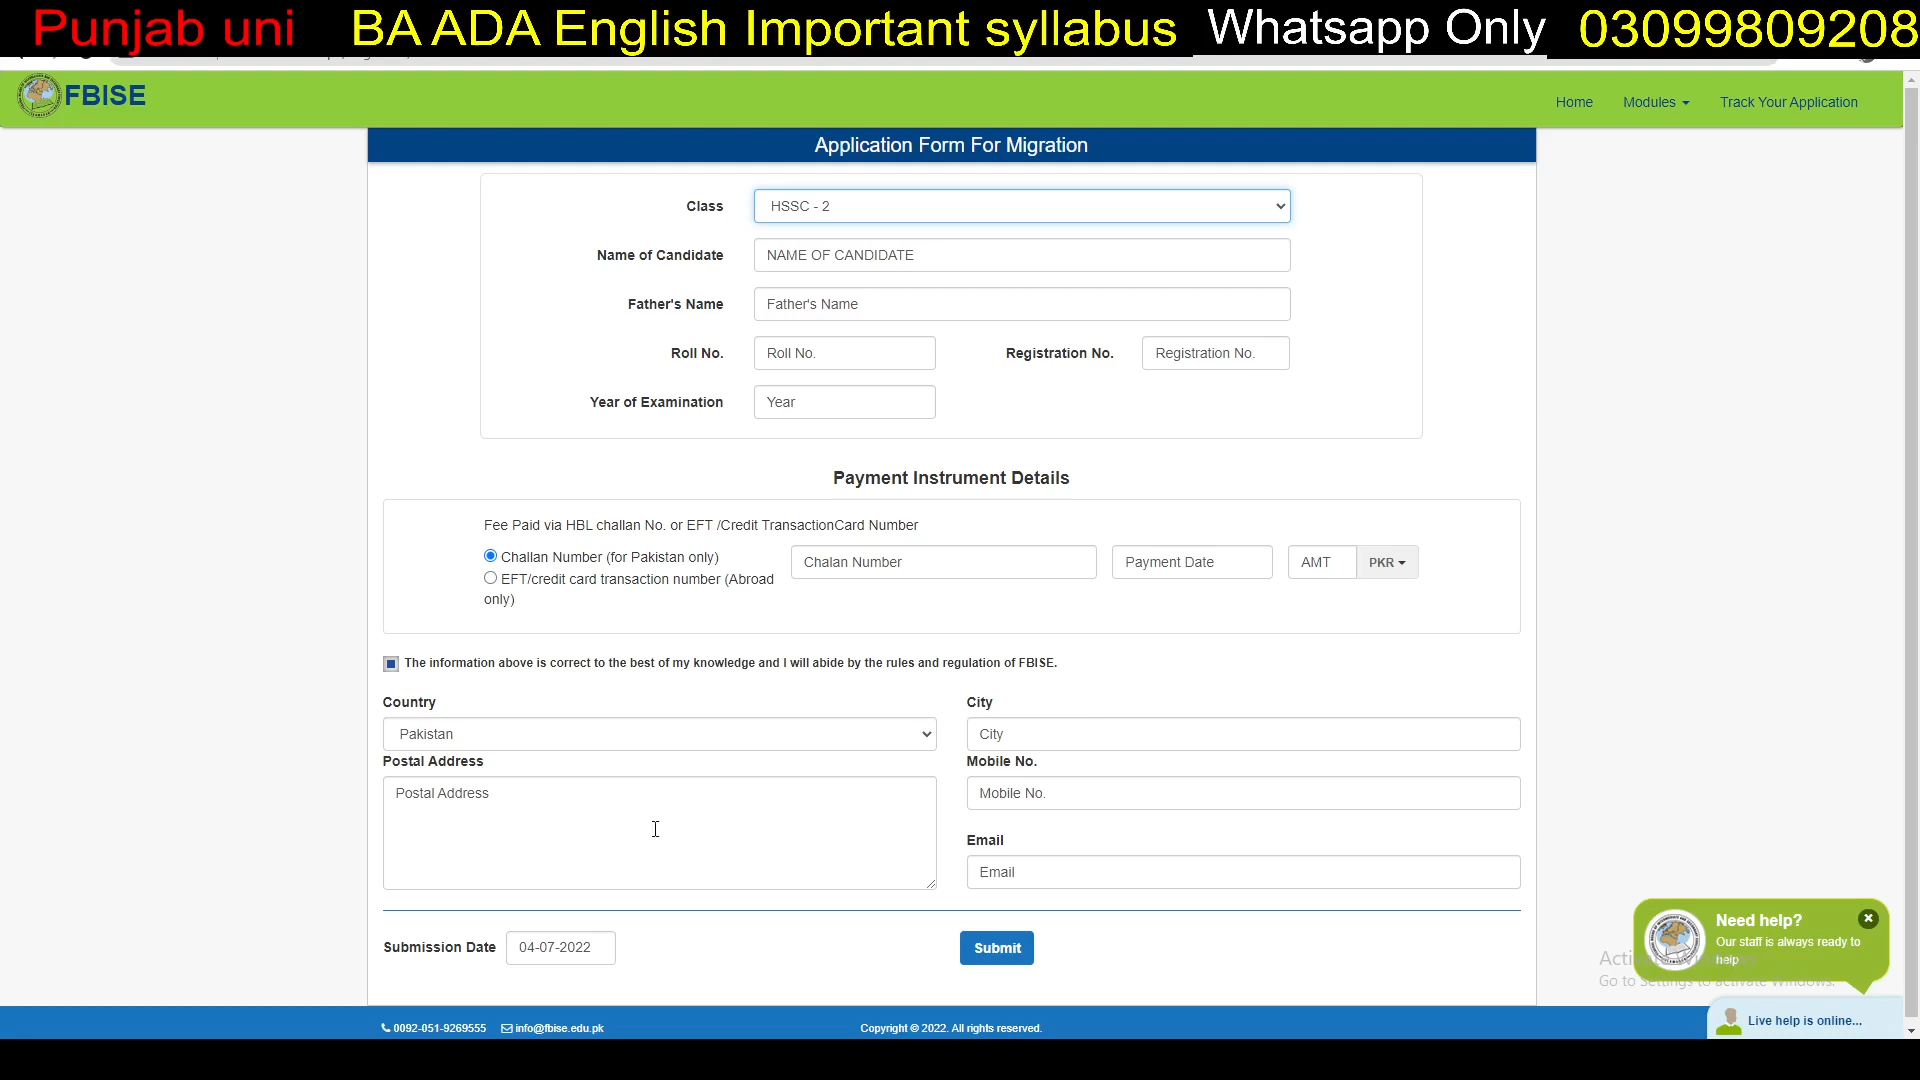 Punjab uni BA ADA English Important syllabus Whatsapp Only 03099809208
FBISE
Home Modules Track Your Application
Application Form For Migration
Class HSSC - 2
Name of Candidate NAME OF CANDIDATE
Father's Name Father's Name
Roll No. Roll No. Registration No. Registration No.
Year of Examination Year
Payment Instrument Details
Fee Paid via HBL challan No. or EFT /Credit TransactionCard Number
Challan Number (for Pakistan only) Chalan Number Payment Date AMT PKR
EFT/credit card transaction number (Abroad
only)
The information above is correct to the best of my knowledge and I will abide by the rules and regulation of FBISE.
Country City
Pakistan City
Postal Address Mobile No.
Postal Address Mobile No.
Email
Email
Submission Date 04-07-2022 Submit
Need help?
Our staff is always ready to
help
Go to Settings to activate Windows.
0092-051-9269555 info@fbise.edu.pk Copyright © 2022. All rights reserved.
Live help is online...